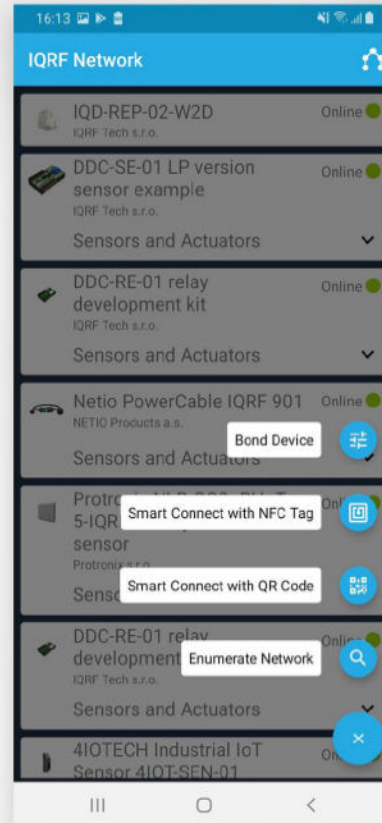 16:13
IQRF Network
IQD-REP-02-W2D
Online
IQRF Tech s.r.o.
DDC-SE-01 LP version
Online
sensor example
IQRF Tech s.r.o.
Sensors and Actuators
DDC-RE-01 relay
Online
development kit
IQRF Tech s.r.o.
Sensors and Actuators
Netio PowerCable IQRF 901
Online
NETIO Products a.s.
Bond Device
Sensors and Actuators
Smart Connect with NFC Tag
5-IQR
sensor
Protronix s.r.o.
Smart Connect with QR Code
DDC-RE-01 relay
Online
development
Enumerate Network
IQRF Tech s.r.o.
Sensors and Actuators
4IOTECH Industrial IoT
Sensor 4IOT-SEN-01